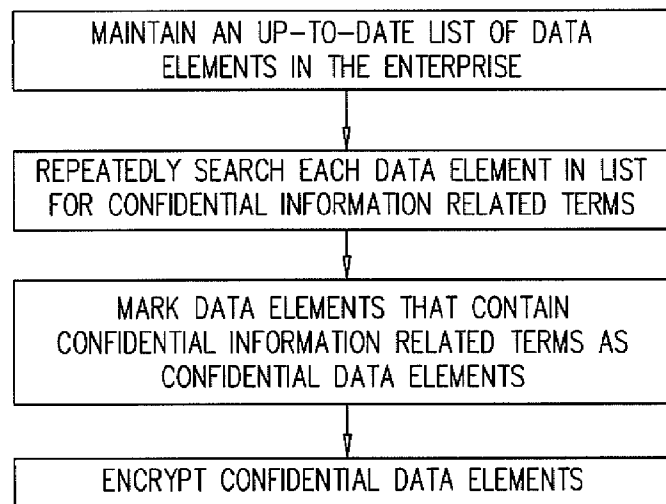 MAINTAIN AN UP-TO-DATE LIST OF DATA
ELEMENTS IN THE ENTERPRISE
REPEATEDLY SEARCH EACH DATA ELEMENT IN LIST
FOR CONFIDENTIAL INFORMATION RELATED TERMS
MARK DATA ELEMENTS THAT CONTAIN
CONFIDENTIAL INFORMATION RELATED TERMS AS
CONFIDENTIAL DATA ELEMENTS
ENCRYPT CONFIDENTIAL DATA ELEMENTS